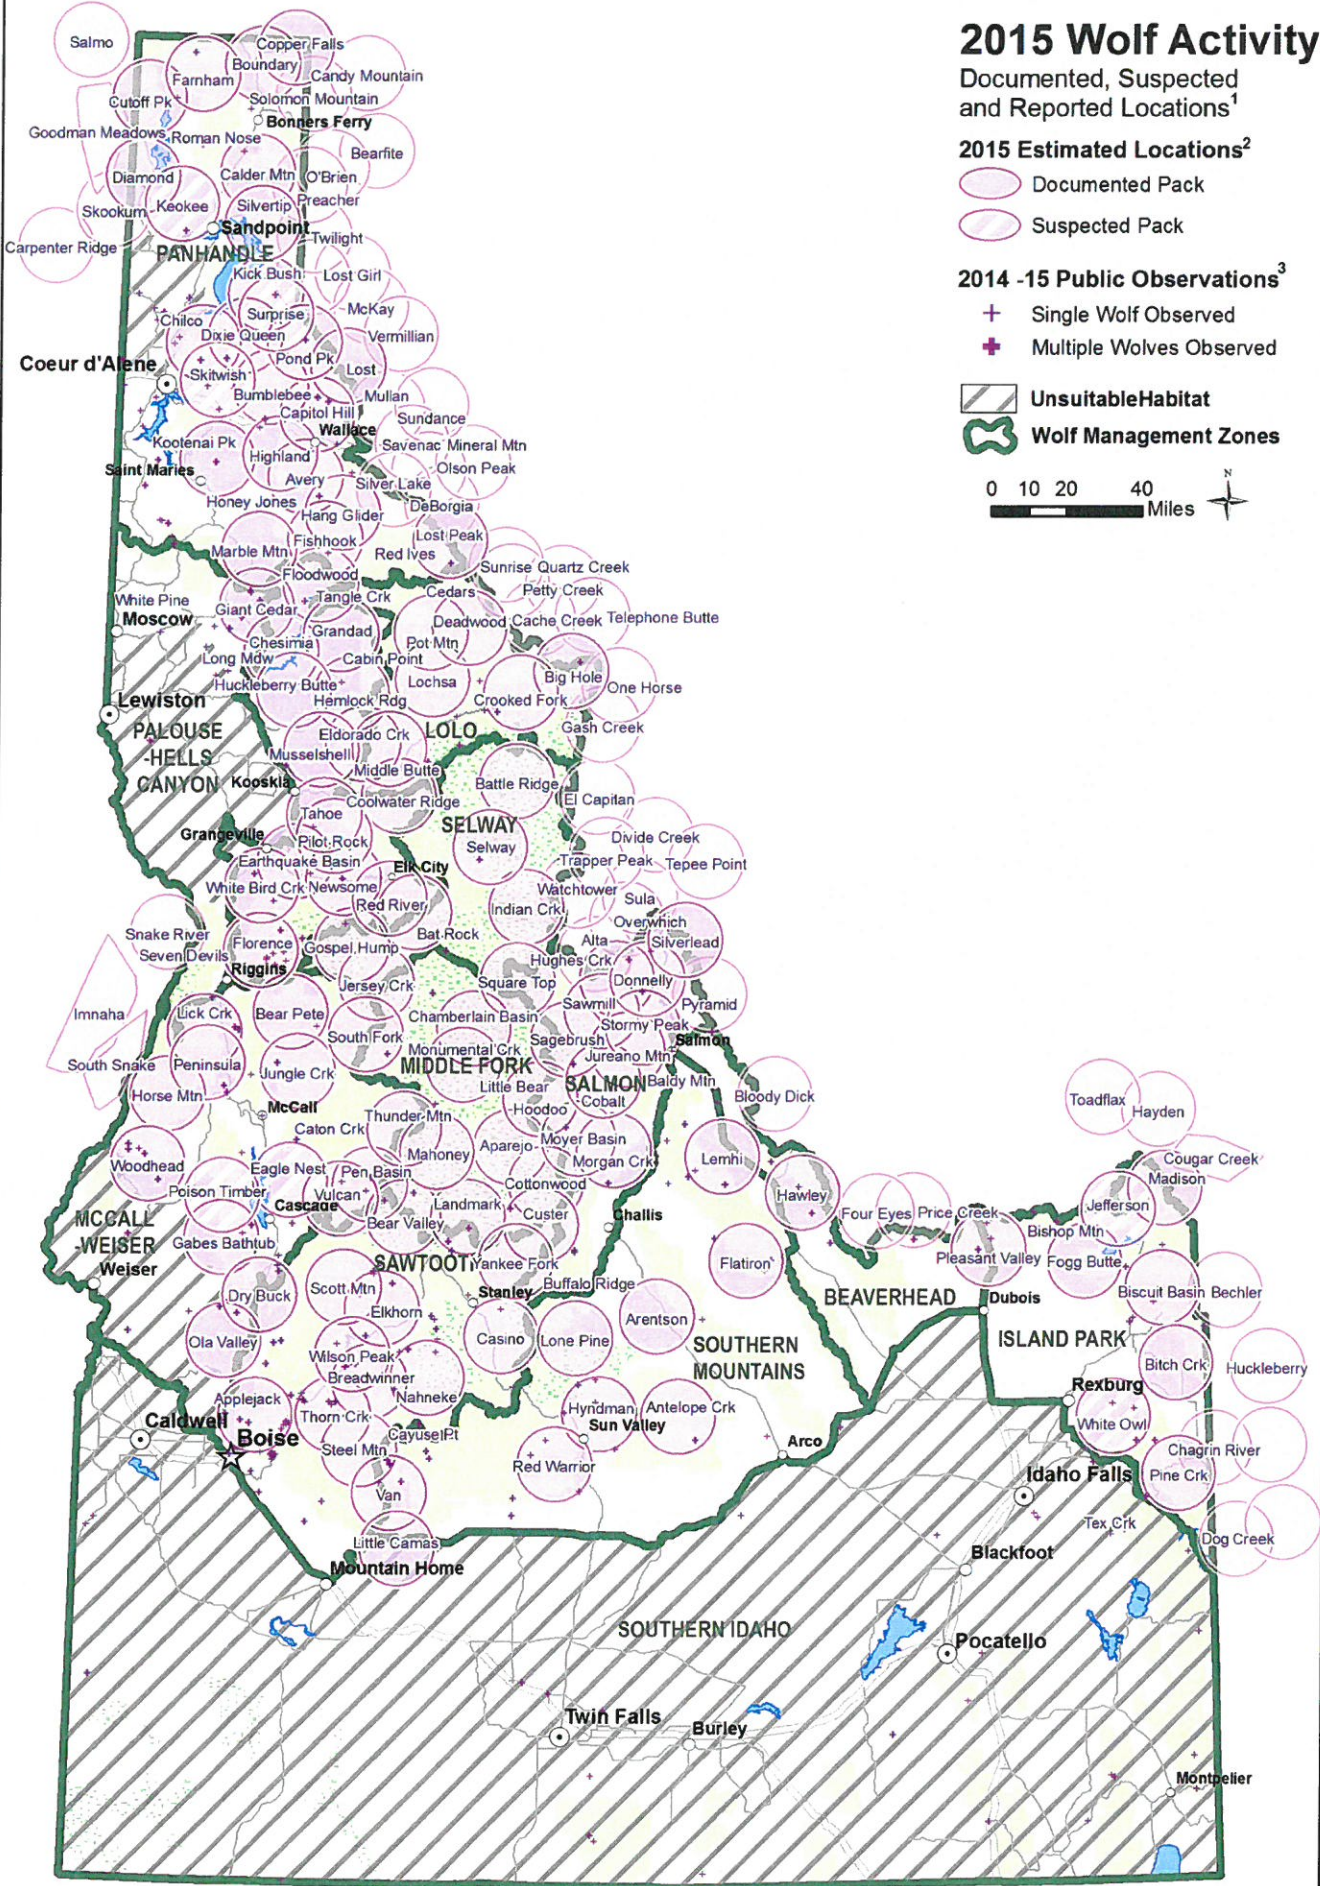 2015 Wolf Activity
Documented, Suspected
and Reported Locations1
2015 Estimated Locations2
Documented Pack
Suspected Pack
2014 -15 Public Observations3
Single Wolf Observed
Multiple Wolves Observed
UnsuitableHabitat
Wolf Management Zones
0 10 20 40
Miles
N
Salmo
Copper Falls
Boundary
Farnham
Candy Mountain
Cutoff Pk
Solomon Mountain
Bonners Ferry
Goodman Meadows
Roman Nose
Bearfite
Diamond
Calder Mtn
O'Brien
Skookum
Keokee
Silvertip
Preacher
Sandpoint
Twilight
Carpenter Ridge
PANHANDLE
Kick Bush
Lost Girl
Surprise
McKay
Chilco
Dixie Queen
Vermillian
Coeur d'Alene
Pond Pk
Lost
Skitwish
Bumblebee
Mullan
Capitol Hill
Sundance
Wallace
Kootenai Pk
Savenac
Mineral Mtn
Highland
Saint Maries
Olson Peak
Avery
Silver Lake
Honey Jones
DeBorgia
Hang Glider
Lost Peak
Fishhook
Marble Mtn
Red Ives
Sunrise
Quartz Creek
Floodwood
White Pine
Tangle Crk
Cedars
Petty Creek
Giant Cedar
Moscow
Grandad
Deadwood
Cache Creek
Telephone Butte
Chesimia
Pot Mtn
Long Mdw
Cabin Point
Huckleberry Butte
Lochsa
Big Hole
One Horse
Lewiston
Hemlock Rdg
Crooked Fork
PALOUSE
-HELLS
CANYON
Eldorado Crk
LOLO
Gash Creek
Musselshell
Middle Butte
Kooskia
Battle Ridge
Coolwater Ridge
El Capitan
Tahoe
SELWAY
Grangeville
Pilot Rock
Selway
Divide Creek
Earthquake Basin
Elk City
Trapper Peak
Tepee Point
White Bird Crk
Newsome
Watchtower
Red River
Indian Crk
Sula
Snake River
Bat Rock
Overwhich
Seven Devils
Florence
Gospel Hump
Alta
Silverlead
Riggins
Hughes Crk
Jersey Crk
Square Top
Donnelly
Imnaha
Lick Crk
Bear Pete
Chamberlain Basin
Sawmill
Pyramid
South Fork
Stormy Peak
Sagebrush
Salmon
South Snake
Peninsula
Monumental Crk
Jureano Mtn
Jungle Crk
MIDDLE FORK
Horse Mtn
Little Bear
SALMON
Baldy Mtn
McCall
Hoodoo
Cobalt
Bloody Dick
Toadflax
Hayden
Caton Crk
Thunder Mtn
Woodhead
Mahoney
Aparejo
Moyer Basin
Morgan Crk
Lemhi
Cougar Creek
Eagle Nest
Pen Basin
Madison
Poison Timber
Vulcan
Cottonwood
Hawley
Cascade
Landmark
Custer
Challis
Four Eyes
Price Creek
Jefferson
MCCALL
-WEISER
Bear Valley
Bishop Mtn
Gabes Bathtub
Weiser
SAWTOOTH
Yankee Fork
Flatiron
Pleasant Valley
Fogg Butte
Dry Buck
Scott Mtn
Buffalo Ridge
Stanley
BEAVERHEAD
Dubois
Biscuit Basin
Bechler
Elkhorn
Arentson
Ola Valley
Casino
Lone Pine
SOUTHERN
MOUNTAINS
ISLAND PARK
Wilson Peak
Bitch Crk
Huckleberry
Breadwinner
Rexburg
Applejack
Nahneke
Hyndman
Antelope Crk
Caldwell
Thorn Crk
Sun Valley
White Owl
Boise
Cayuse Pt
Steel Mtn
Arco
Chagrin River
Red Warrior
Idaho Falls
Pine Crk
Van
Tex Crk
Little Camas
Dog Creek
Mountain Home
Blackfoot
SOUTHERN IDAHO
Pocatello
Twin Falls
Burley
Montpelier